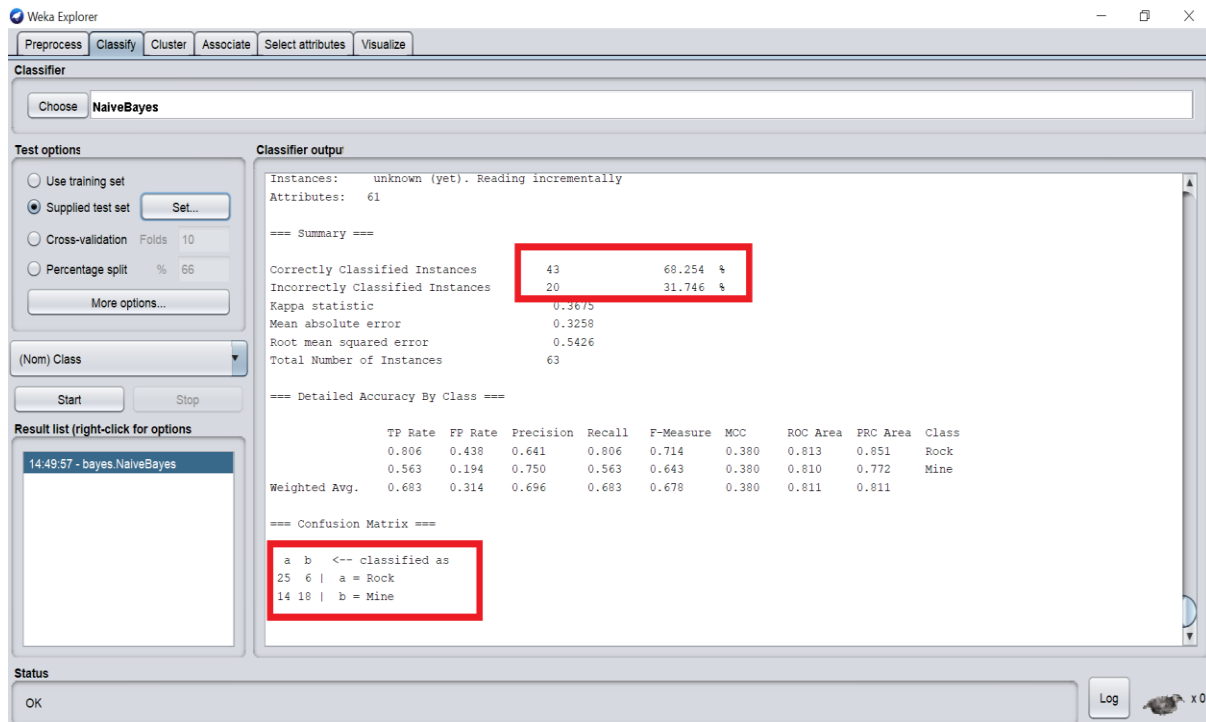 Weka Explorer
Preprocess Classify Cluster Associate Select attributes Visualize
Classifier
Choose NaiveBayes
Test options
Use training set
Supplied test set Set...
Cross-validation Folds 10
Percentage split % 66
More options...
(Nom) Class
Start Stop
Result list (right-click for options
14:49:57 - bayes.NaiveBayes
Classifier output
Instances: unknown (yet). Reading incrementally
Attributes: 61
=== Summary ===
Correctly Classified Instances 43 68.254 %
Incorrectly Classified Instances 20 31.746 %
Kappa statistic 0.3675
Mean absolute error 0.3258
Root mean squared error 0.5426
Total Number of Instances 63
=== Detailed Accuracy By Class ===
TP Rate FP Rate Precision Recall F-Measure MCC ROC Area PRC Area Class
0.806 0.438 0.641 0.806 0.714 0.380 0.813 0.851 Rock
0.563 0.194 0.750 0.563 0.643 0.380 0.810 0.772 Mine
Weighted Avg. 0.683 0.314 0.696 0.683 0.678 0.380 0.811 0.811
=== Confusion Matrix ===
a b <-- classified as
25 6 | a = Rock
14 18 | b = Mine
Status
OK
Log x 0